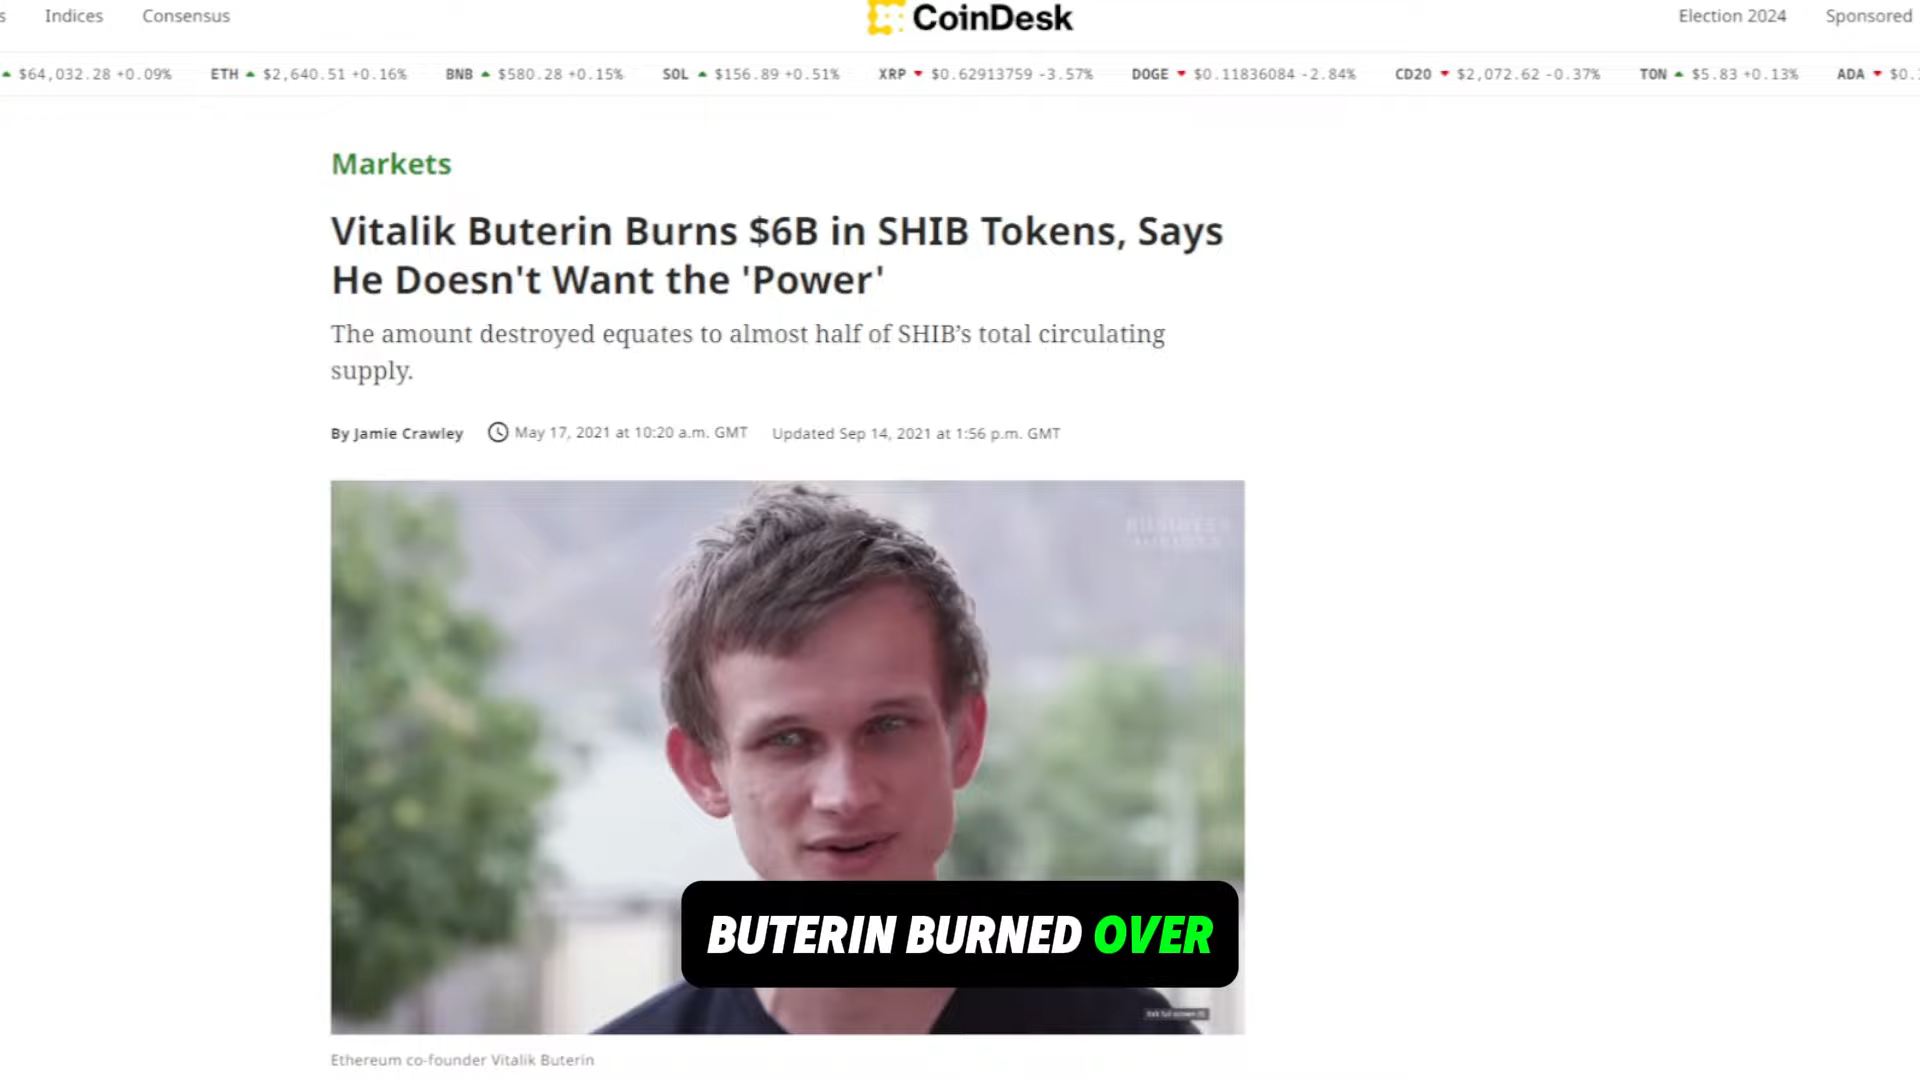 Indices Consensus CoinDesk Election 2024 Sponsored
$64,032.28 +0.09% ETH $2,640.51 +0.16% BNB $580.28 +0.15% SOL $156.89 +0.51% XRP $0.62913759 -3.57% DOGE $0.11836084 -2.84% CD20 $2,072.62 -0.37% TON $5.83 +0.13% ADA
Markets
Vitalik Buterin Burns $6B in SHIB Tokens, Says
He Doesn't Want the 'Power'
The amount destroyed equates to almost half of SHIB’s total circulating
supply.
By Jamie Crawley May 17, 2021 at 10:20 a.m. GMT Updated Sep 14, 2021 at 1:56 p.m. GMT
BUTERIN BURNED OVER
Ethereum co-founder Vitalik Buterin